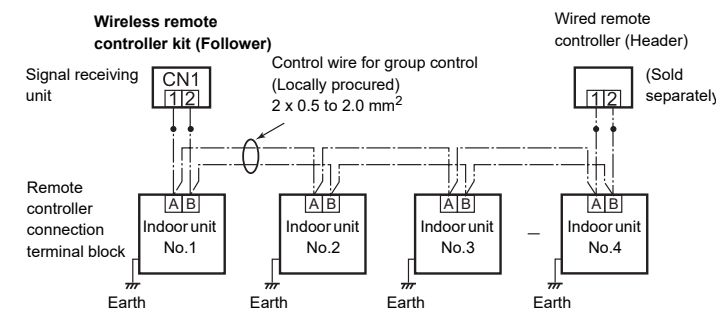 Wireless remote
controller kit (Follower)
Wired remote
controller (Header)
Signal receiving
unit
CN1
1 2
Control wire for group control
(Locally procured)
2 x 0.5 to 2.0 mm²
1 2
(Sold
separately
Remote
controller
connection
terminal block
A B
Indoor unit
No.1
A B
Indoor unit
No.2
A B
Indoor unit
No.3
A B
Indoor unit
No.4
Earth
Earth
Earth
Earth